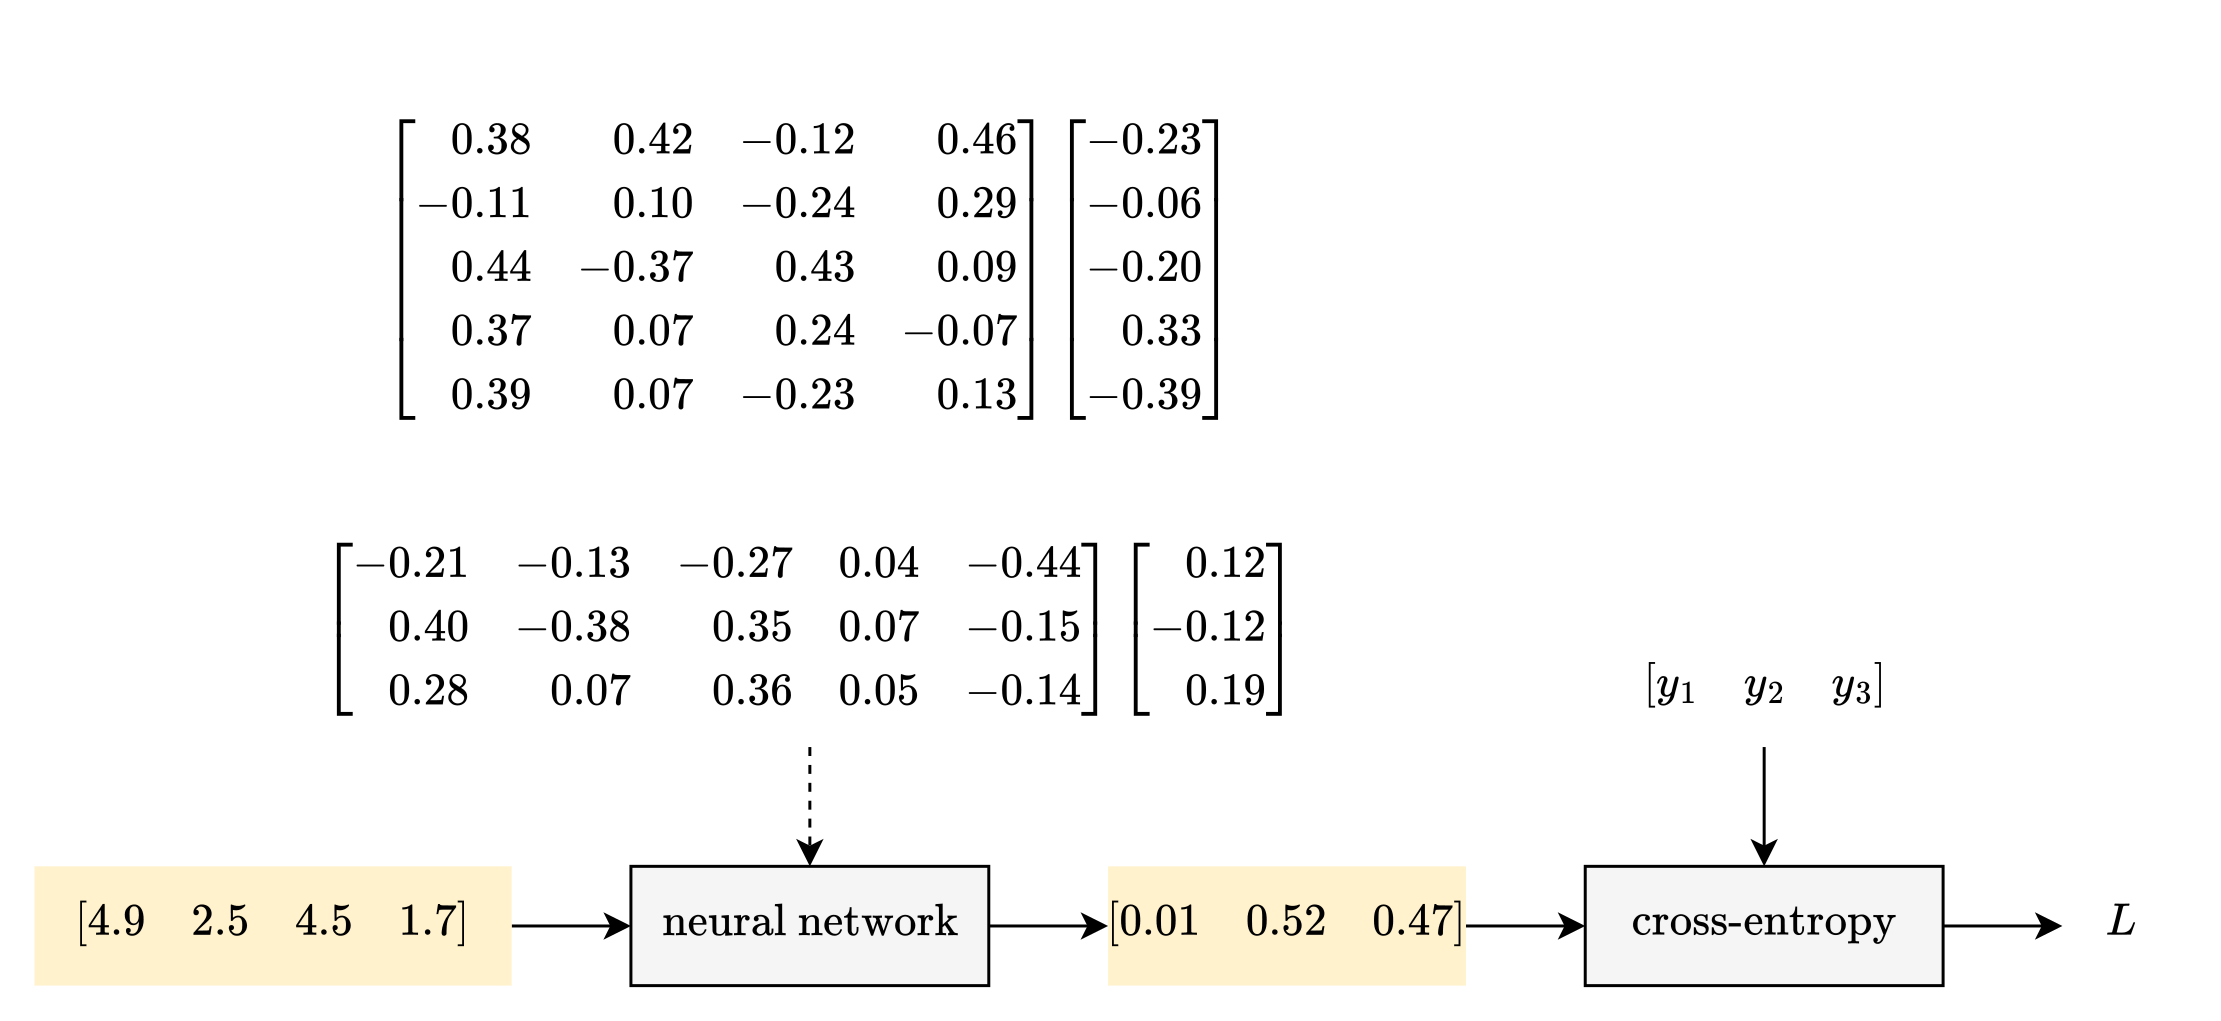 [0.38 0.42 −0.12 0.46] [−0.23]
[−0.11 0.10 −0.24 0.29] [−0.06]
[0.44 −0.37 0.43 0.09] [−0.20]
[0.37 0.07 0.24 −0.07] [0.33]
[0.39 0.07 −0.23 0.13] [−0.39]
[−0.21 −0.13 −0.27 0.04 −0.44] [0.12]
[0.40 −0.38 0.35 0.07 −0.15] [−0.12]
[0.28 0.07 0.36 0.05 −0.14] [0.19]
[y₁ y₂ y₃]
[4.9 2.5 4.5 1.7]
neural network
[0.01 0.52 0.47]
cross-entropy
L